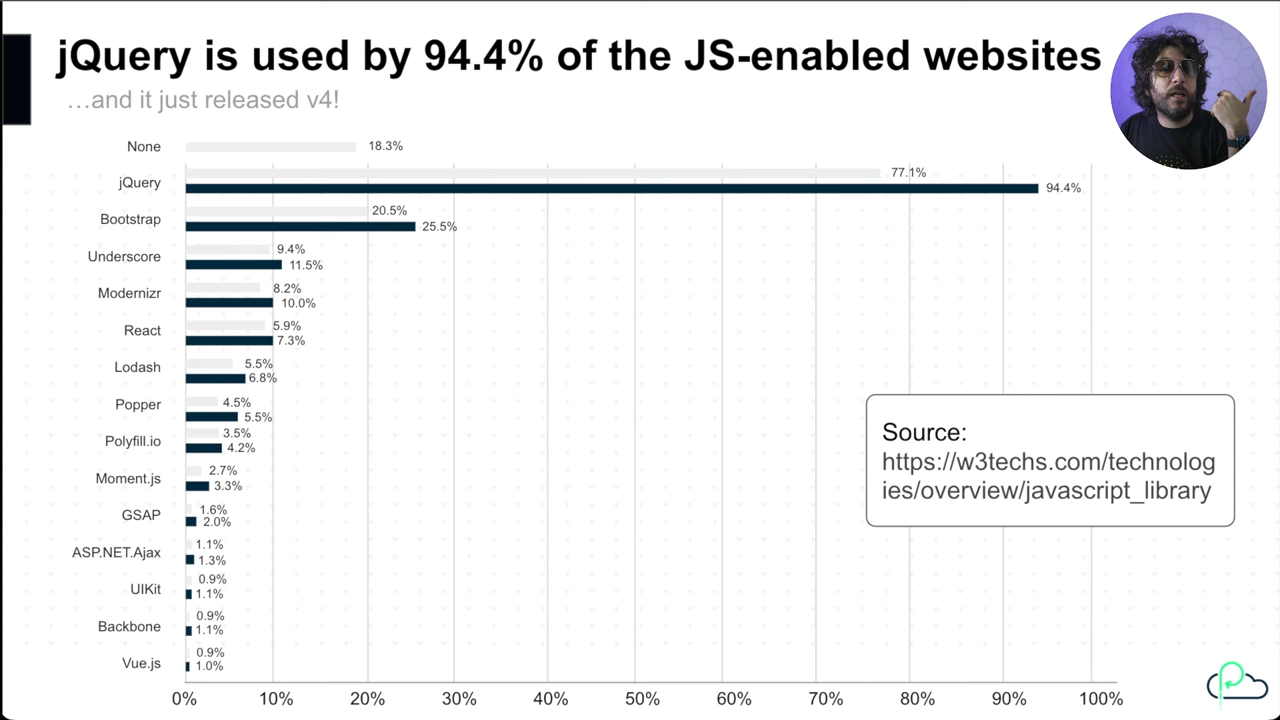 jQuery is used by 94.4% of the JS-enabled websites
…and it just released v4!
None 18.3%
jQuery 77.1%
94.4%
Bootstrap 20.5%
25.5%
Underscore 9.4%
11.5%
Modernizr 8.2%
10.0%
React 5.9%
7.3%
Lodash 5.5%
6.8%
Popper 4.5%
5.5%
Polyfill.io 3.5%
4.2%
Moment.js 2.7%
3.3%
GSAP 1.6%
2.0%
ASP.NET.Ajax 1.1%
1.3%
UIKit 0.9%
1.1%
Backbone 0.9%
1.1%
Vue.js 0.9%
1.0%
0% 10% 20% 30% 40% 50% 60% 70% 80% 90% 100%
Source:
https://w3techs.com/technolog
ies/overview/javascript_library